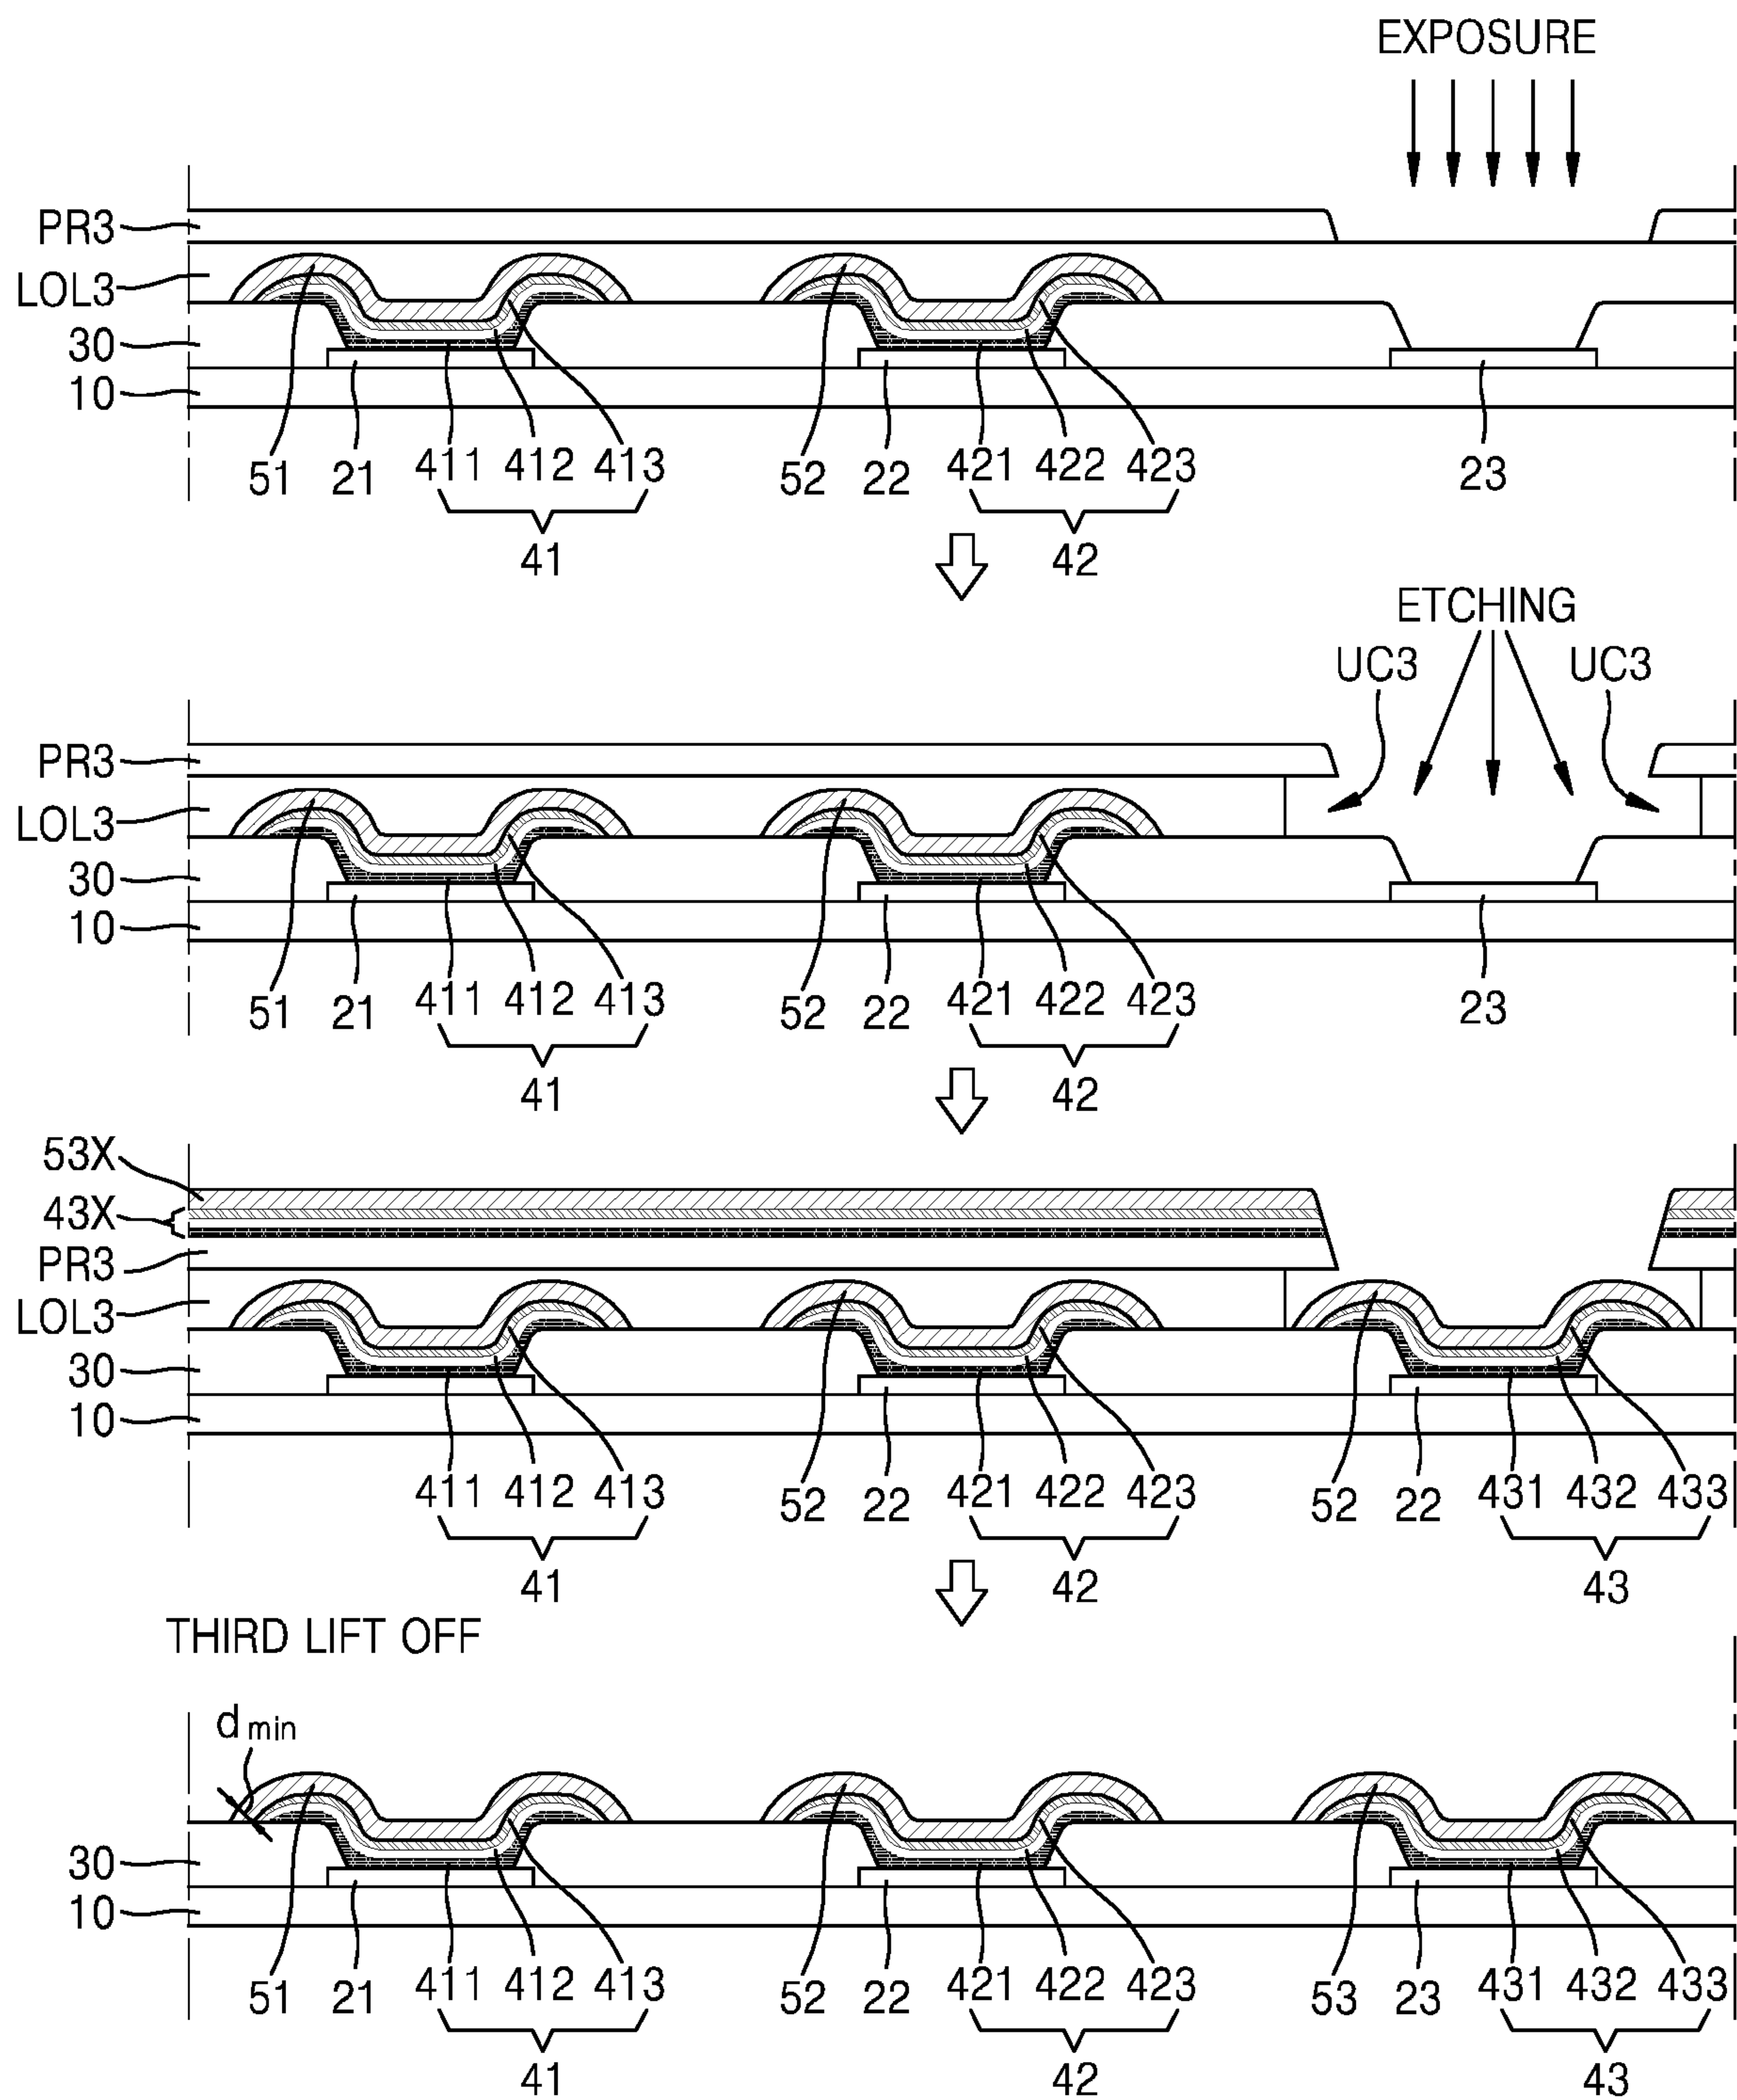 EXPOSURE
PR3
LOL3
30
10
51 21 411 412 413 52 22 421 422 423 23
41 42
ETCHING
UC3 UC3
PR3
LOL3
30
10
51 21 411 412 413 52 22 421 422 423 23
41 42
53X
43X
PR3
LOL3
30
10
411 412 413 52 22 421 422 423 52 22 431 432 433
41 42 43
THIRD LIFT OFF
dmin
30
10
51 21 411 412 413 52 22 421 422 423 53 23 431 432 433
41 42 43